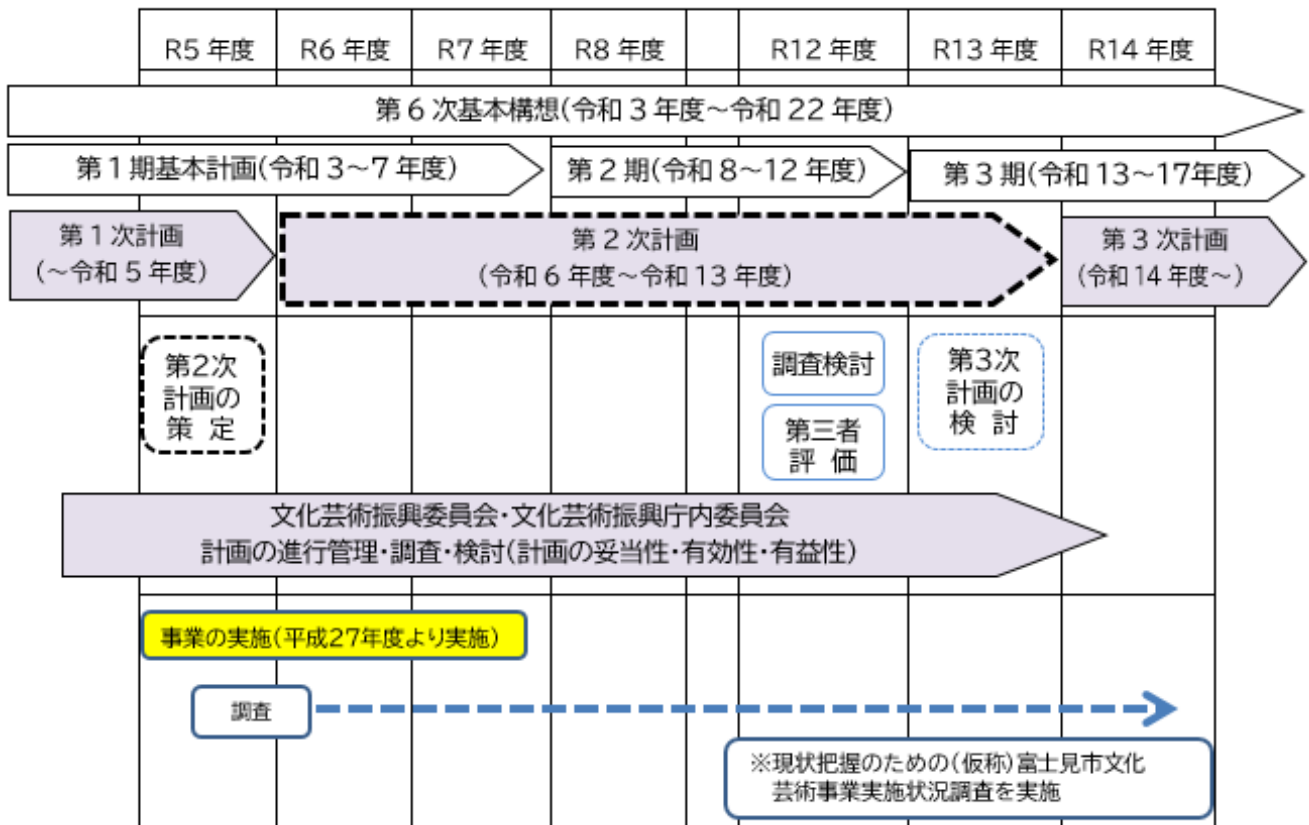 R5 年度
R6 年度
R7 年度
R8 年度
R12 年度
R13 年度
R14 年度
第6次基本構想(令和3年度～令和22年度)
第1期基本計画(令和3～7年度)
第2期(令和8～12年度)
第3期(令和13～17年度)
第1次計画
(～令和5年度)
第2次計画
(令和6年度～令和13年度)
第3次計画
(令和14年度～)
第2次
計画の
策 定
調査検討
第三者
評 価
第3次
計画の
検 討
文化芸術振興委員会・文化芸術振興庁内委員会
計画の進行管理・調査・検討(計画の妥当性・有効性・有益性)
事業の実施(平成27年度より実施)
調査
※現状把握のための(仮称)富士見市文化
芸術事業実施状況調査を実施